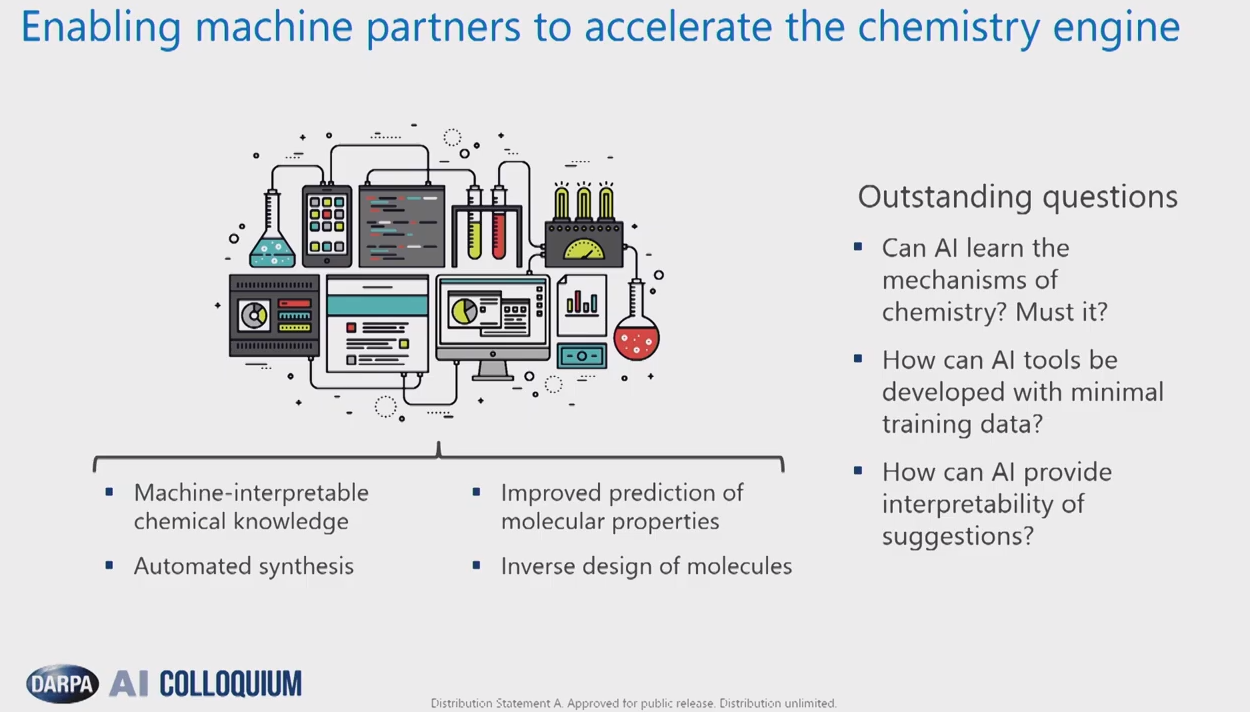 Enabling machine partners to accelerate the chemistry engine
Machine-interpretable
chemical knowledge
Automated synthesis
Improved prediction of
molecular properties
Inverse design of molecules
Outstanding questions
Can AI learn the
mechanisms of
chemistry? Must it?
How can AI tools be
developed with minimal
training data?
How can AI provide
interpretability of
suggestions?
DARPA AI COLLOQUIUM
Distribution Statement A. Approved for public release. Distribution unlimited.